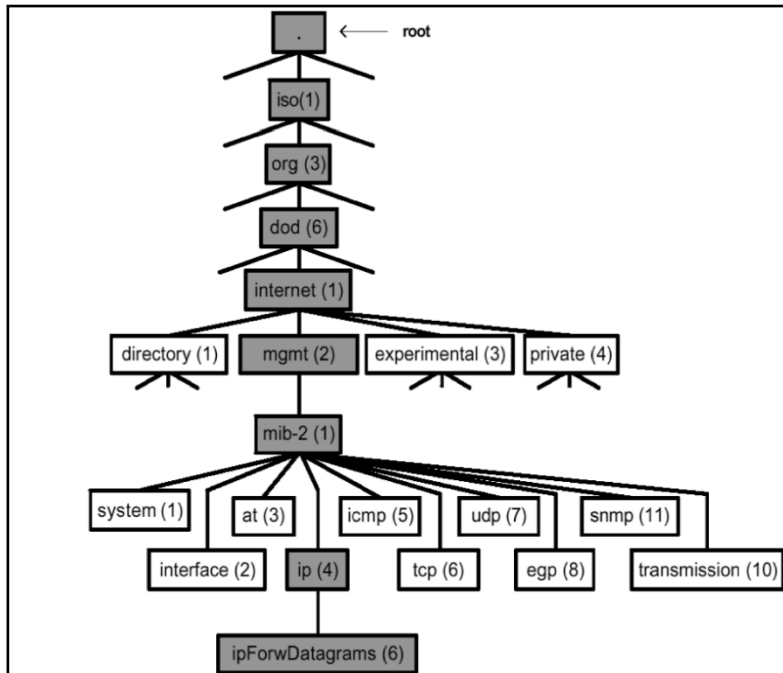 . root
iso(1)
org (3)
dod (6)
internet (1)
directory (1) mgmt (2) experimental (3) private (4)
mib-2 (1)
system (1) at (3) icmp (5) udp (7) snmp (11)
interface (2) ip (4) tcp (6) egp (8) transmission (10)
ipForwDatagrams (6)